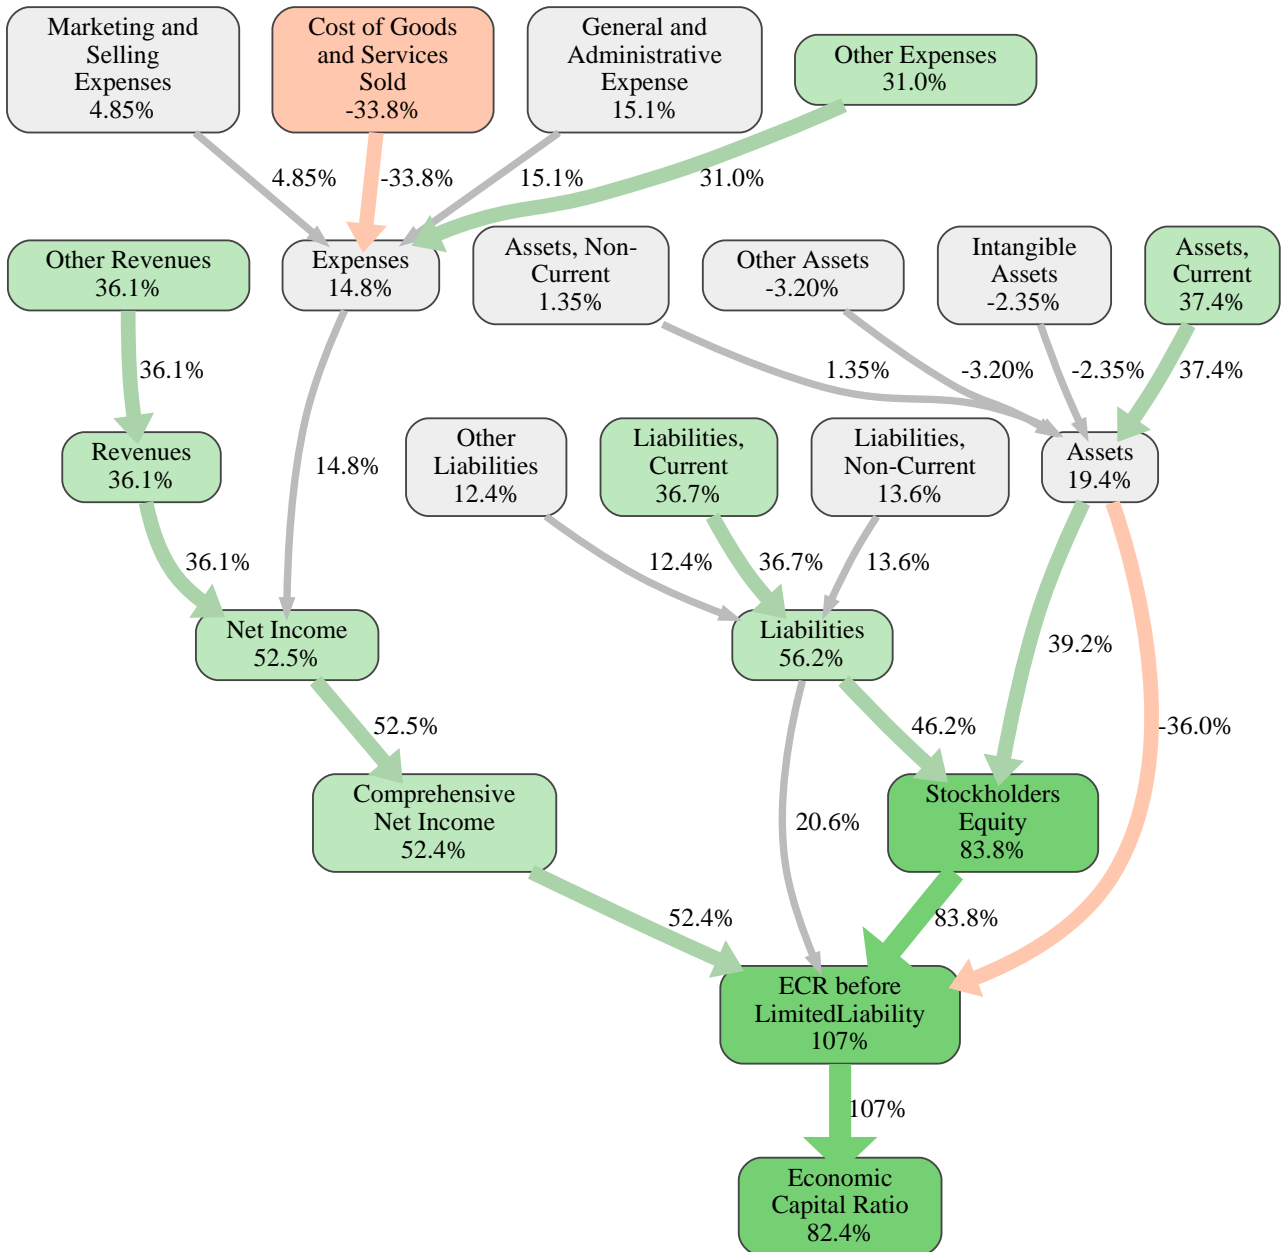 Marketing and
Selling
Expenses
4.85%
Cost of Goods
and Services
Sold
-33.8%
General and
Administrative
Expense
15.1%
Other Expenses
31.0%
4.85%
-33.8%
15.1%
31.0%
Other Revenues
36.1%
Expenses
14.8%
Assets, Non-
Current
1.35%
Other Assets
-3.20%
Intangible
Assets
-2.35%
Assets,
Current
37.4%
36.1%
1.35%
-3.20%
-2.35%
37.4%
Revenues
36.1%
14.8%
Other
Liabilities
12.4%
Liabilities,
Current
36.7%
Liabilities,
Non-Current
13.6%
Assets
19.4%
36.1%
12.4%
36.7%
13.6%
Net Income
52.5%
Liabilities
56.2%
39.2%
52.5%
46.2%
-36.0%
Comprehensive
Net Income
52.4%
20.6%
Stockholders
Equity
83.8%
52.4%
83.8%
ECR before
LimitedLiability
107%
107%
Economic
Capital Ratio
82.4%